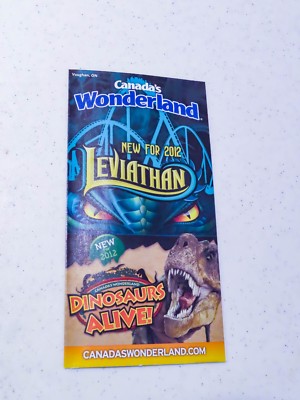 Vaughan, ON
Canada's
Wonderland
NEW FOR 2012
LEVIATHAN
NEW
2012
DINOSAURS
ALIVE!
CANADASWONDERLAND.COM